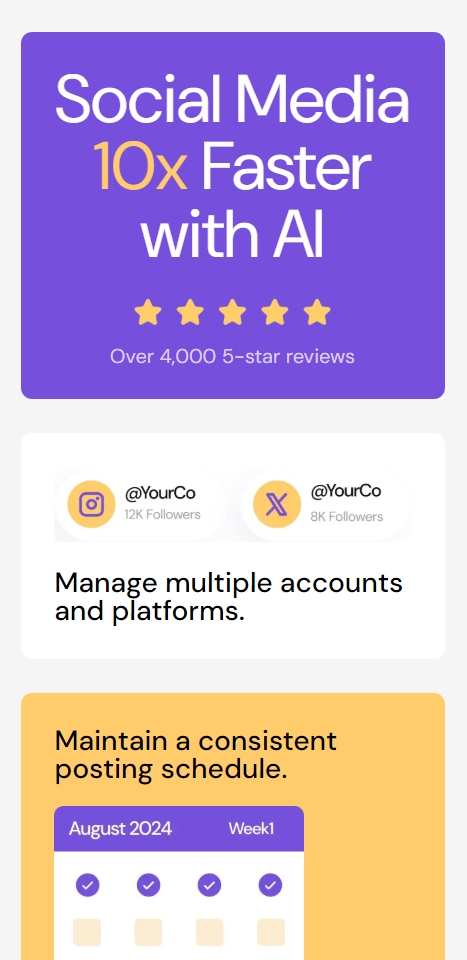 Social Media
10x Faster
with AI
Over 4,000 5-star reviews
@YourCo
12K Followers
@YourCo
8K Followers
Manage multiple accounts
and platforms.
Maintain a consistent
posting schedule.
August 2024 Week1